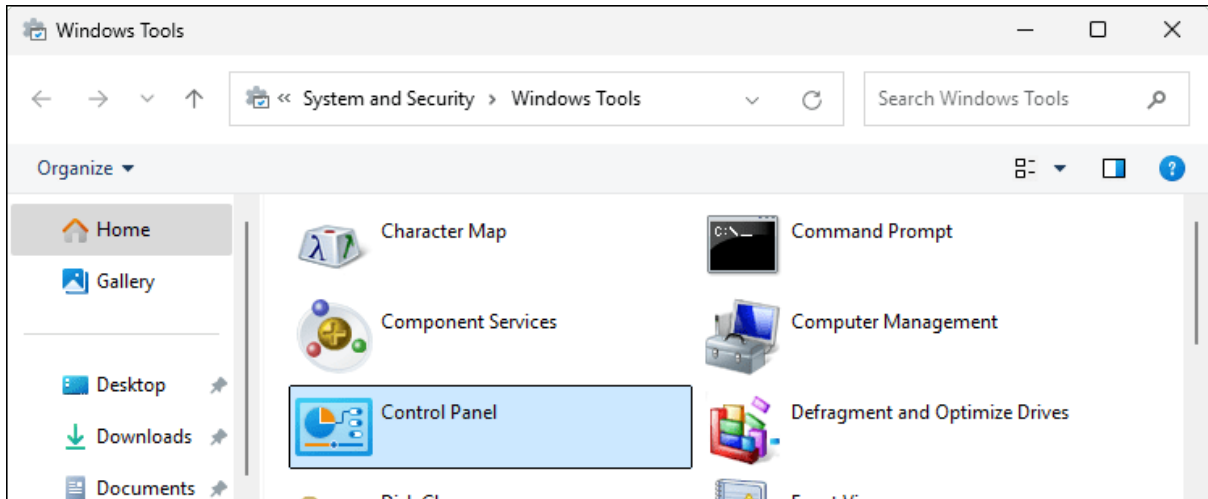 Windows Tools
« System and Security > Windows Tools
Search Windows Tools
Organize
?
Home
Gallery
Desktop
Downloads
Documents
Character Map
C:\_
Command Prompt
Component Services
Computer Management
Control Panel
Defragment and Optimize Drives